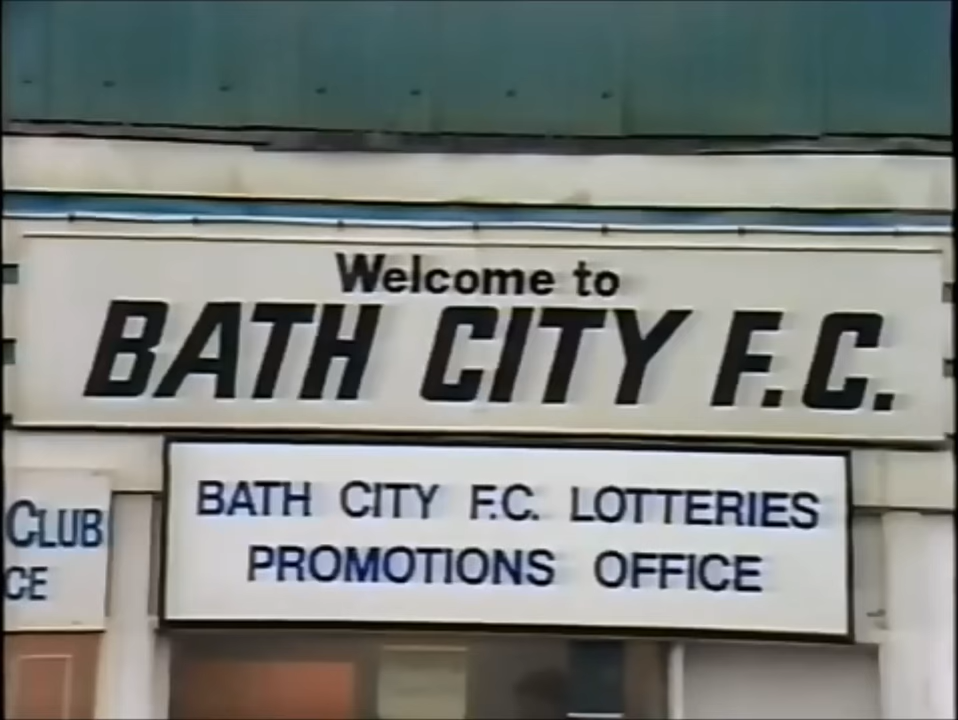 Welcome to
BATH CITY F.C.
BATH CITY F.C. LOTTERIES
PROMOTIONS OFFICE
CLUB
CE